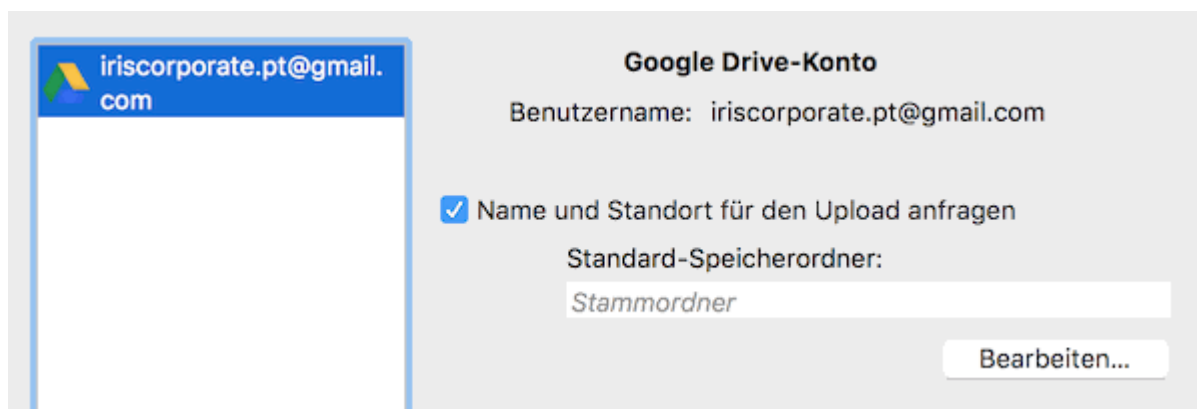 iriscorporate.pt@gmail.
com
Google Drive-Konto
Benutzername: iriscorporate.pt@gmail.com
Name und Standort für den Upload anfragen
Standard-Speicherordner:
Stammordner
Bearbeiten...